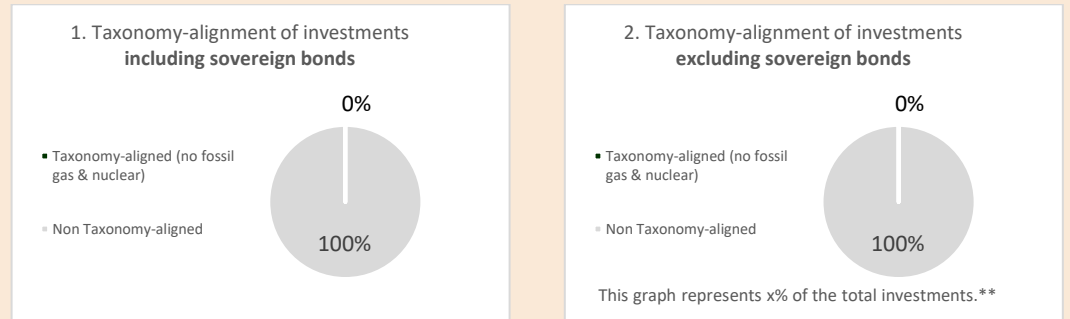 1. Taxonomy-alignment of investments
including sovereign bonds
0%
Taxonomy-aligned (no fossil
gas & nuclear)
Non Taxonomy-aligned
100%
2. Taxonomy-alignment of investments
excluding sovereign bonds
0%
Taxonomy-aligned (no fossil
gas & nuclear)
Non Taxonomy-aligned
100%
This graph represents x% of the total investments.**